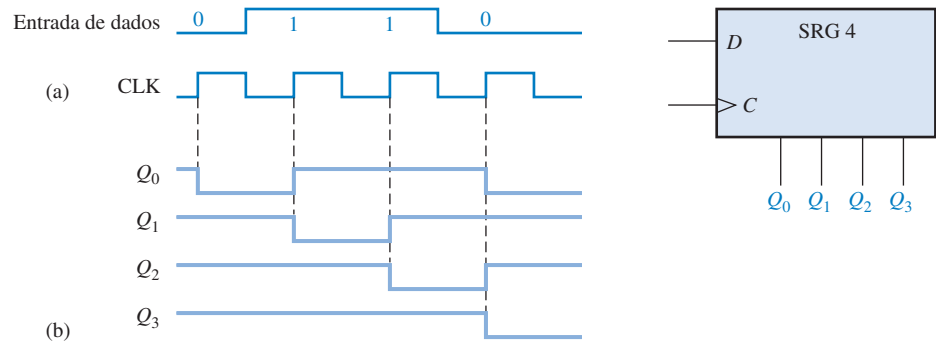 Entrada de dados 0 1 1 0
(a) CLK
Q0
Q1
Q2
(b) Q3
SRG 4
D
C
Q0 Q1 Q2 Q3